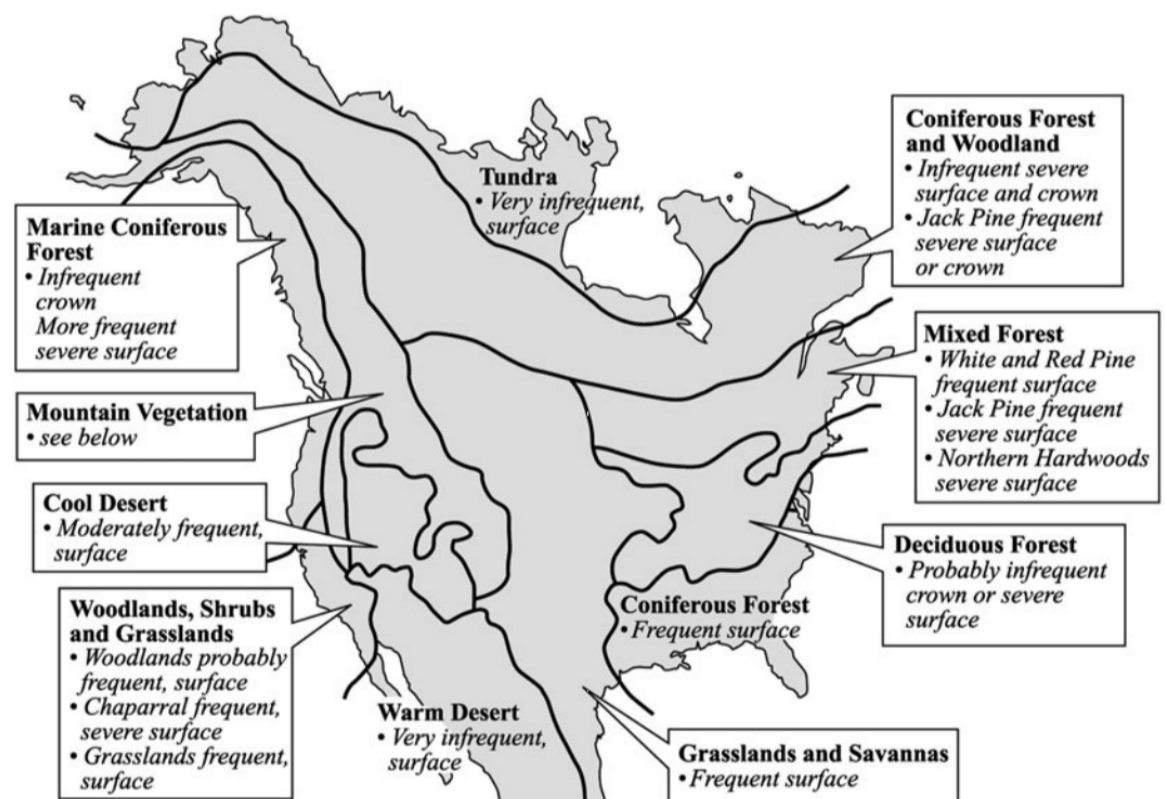 Tundra
• Very infrequent,
surface
Coniferous Forest
and Woodland
• Infrequent severe
surface and crown
• Jack Pine frequent
severe surface
or crown
Marine Coniferous
Forest
• Infrequent
crown
More frequent
severe surface
Mixed Forest
• White and Red Pine
frequent surface
• Jack Pine frequent
severe surface
• Northern Hardwoods
severe surface
Mountain Vegetation
• see below
Cool Desert
• Moderately frequent,
surface
Deciduous Forest
• Probably infrequent
crown or severe
surface
Woodlands, Shrubs
and Grasslands
• Woodlands probably
frequent, surface
• Chaparral frequent,
severe surface
• Grasslands frequent,
surface
Coniferous Forest
• Frequent surface
Warm Desert
• Very infrequent,
surface
Grasslands and Savannas
• Frequent surface